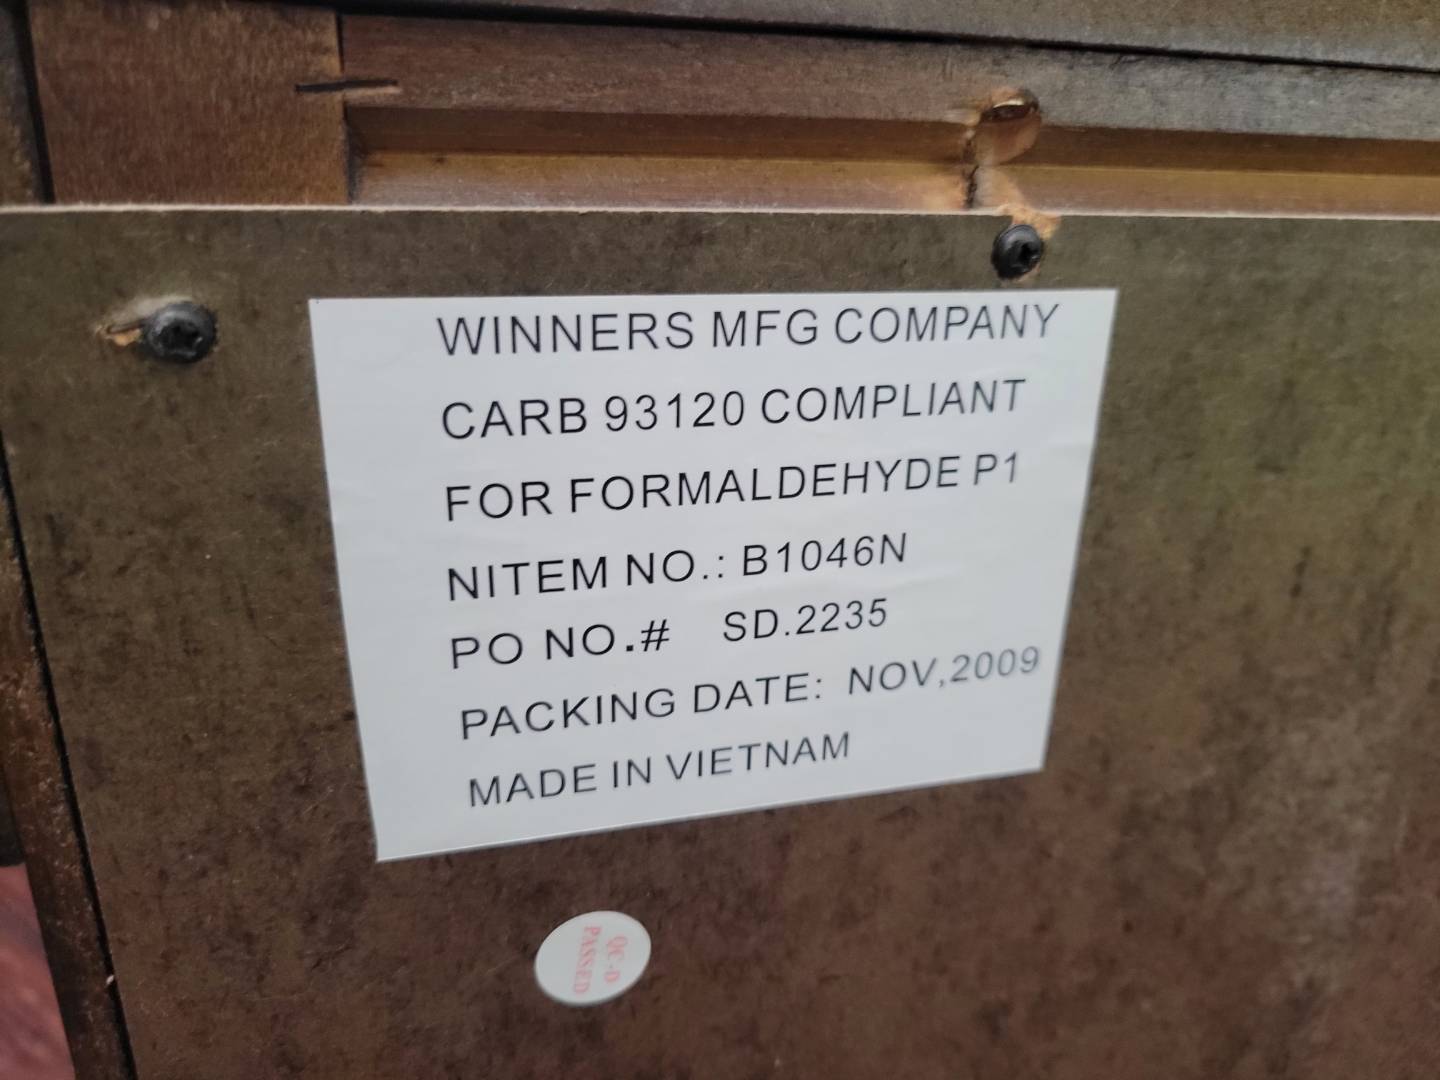 WINNERS MFG COMPANY
CARB 93120 COMPLIANT
FOR FORMALDEHYDE P1
NITEM NO.: B1046N
PO NO.# SD.2235
PACKING DATE: NOV,2009
MADE IN VIETNAM
QC-D
PASSED